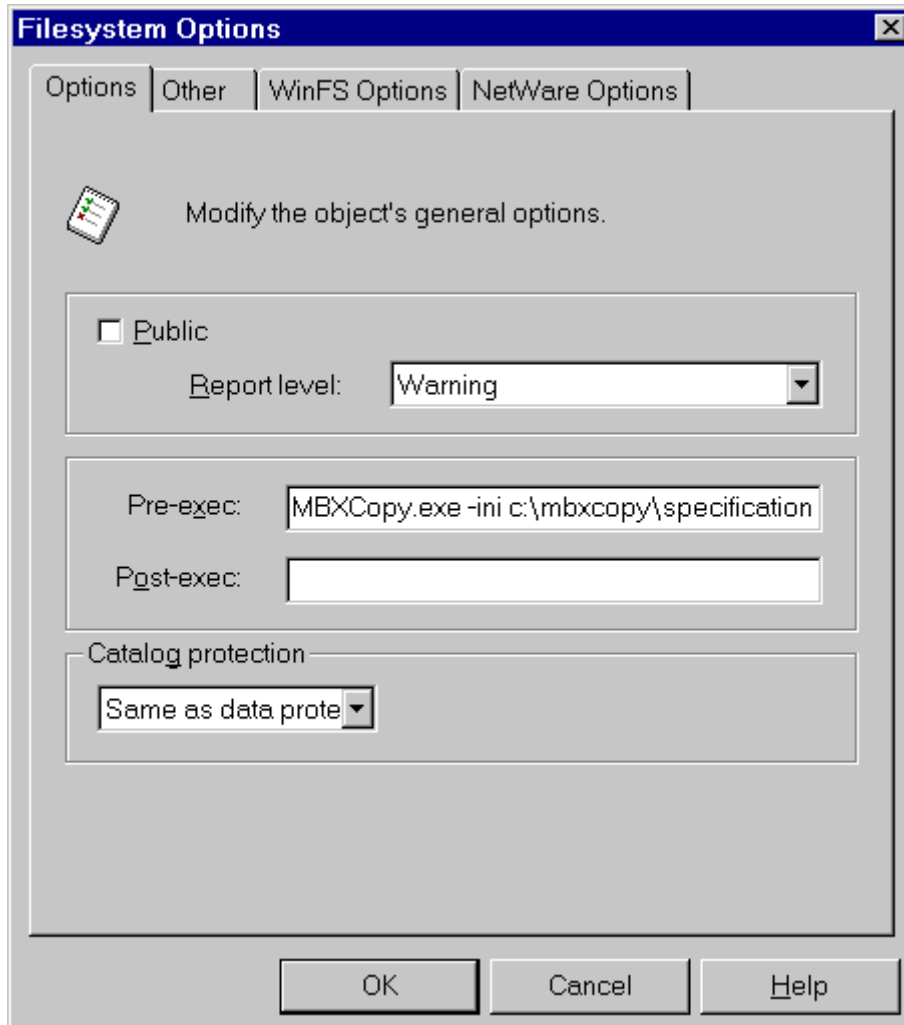 Filesystem Options
Options Other WinFS Options NetWare Options
Modify the object's general options.
Public
Report level: Warning
Pre-exec: MBXCopy.exe -ini c:\mbxcopy\specification
Post-exec:
Catalog protection
Same as data prote
OK Cancel Help